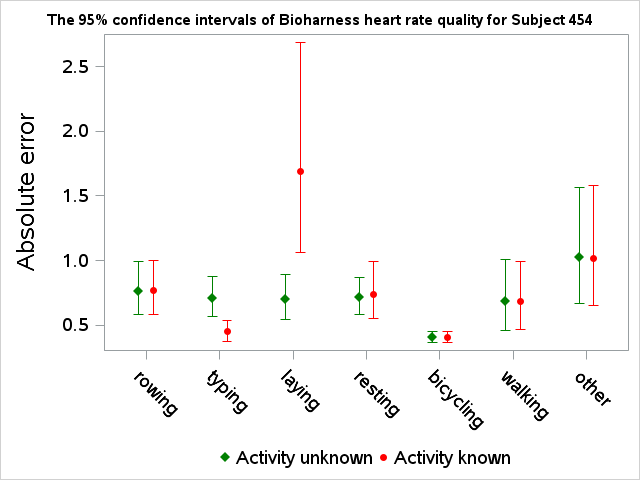 The 95% confidence intervals of Bioharness heart rate quality for Subject 454
Absolute error
2.5
2.0
1.5
1.0
0.5
rowing
typing
laying
resting
bicycling
walking
other
Activity unknown
Activity known